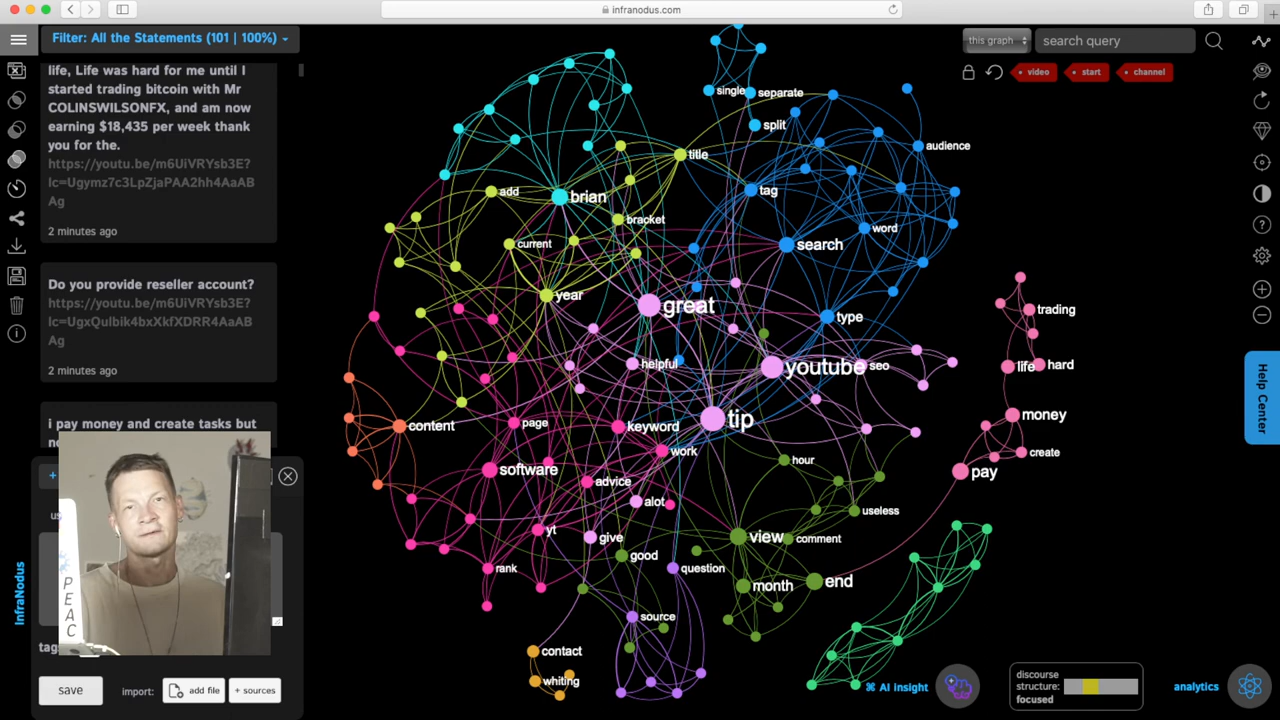 infranodus.com
Filter: All the Statements (101 | 100%)
this graph
search query
video
start
channel
life, Life was hard for me until I
started trading bitcoin with Mr
COLINSWILSONFX, and am now
earning $18,435 per week thank
you for the.
https://youtu.be/m6UiVRYsb3E?
lc=Ugymz7c3LpZjaPAA2hh4AaAB
Ag
2 minutes ago
Do you provide reseller account?
https://youtu.be/m6UiVRYsb3E?
lc=UgxQulbik4bxXkfXDRR4AaAB
Ag
2 minutes ago
i pay money and create tasks but
single
separate
split
audience
title
add
brian
tag
bracket
word
current
search
year
great
type
trading
helpful
youtube
seo
life
hard
tip
money
content
page
keyword
work
create
software
hour
pay
advice
alot
useless
yt
give
view
comment
good
rank
question
month
end
source
contact
whiting
PEAC
InfraNodus
Help Center
save
import:
add file
+ sources
⌘ AI insight
discourse
structure:
focused
analytics